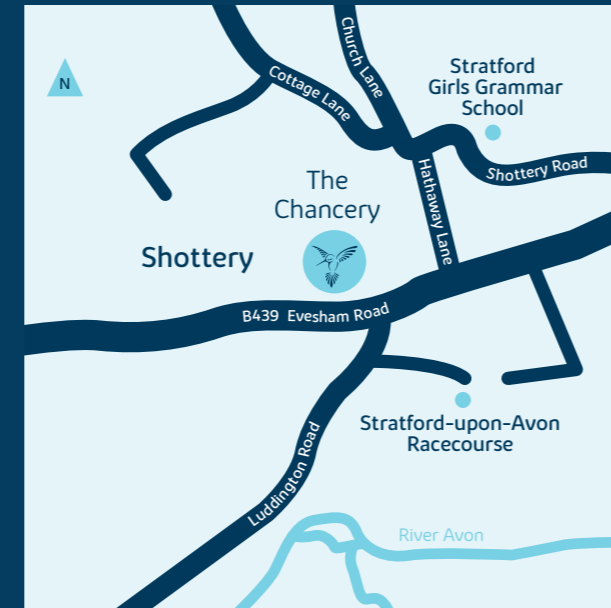 N
Cottage Lane
Church Lane
Stratford
Girls Grammar
School
Shottery Road
Hathaway Lane
The
Chancery
Shottery
B439 Evesham Road
Stratford-upon-Avon
Racecourse
Luddington Road
River Avon